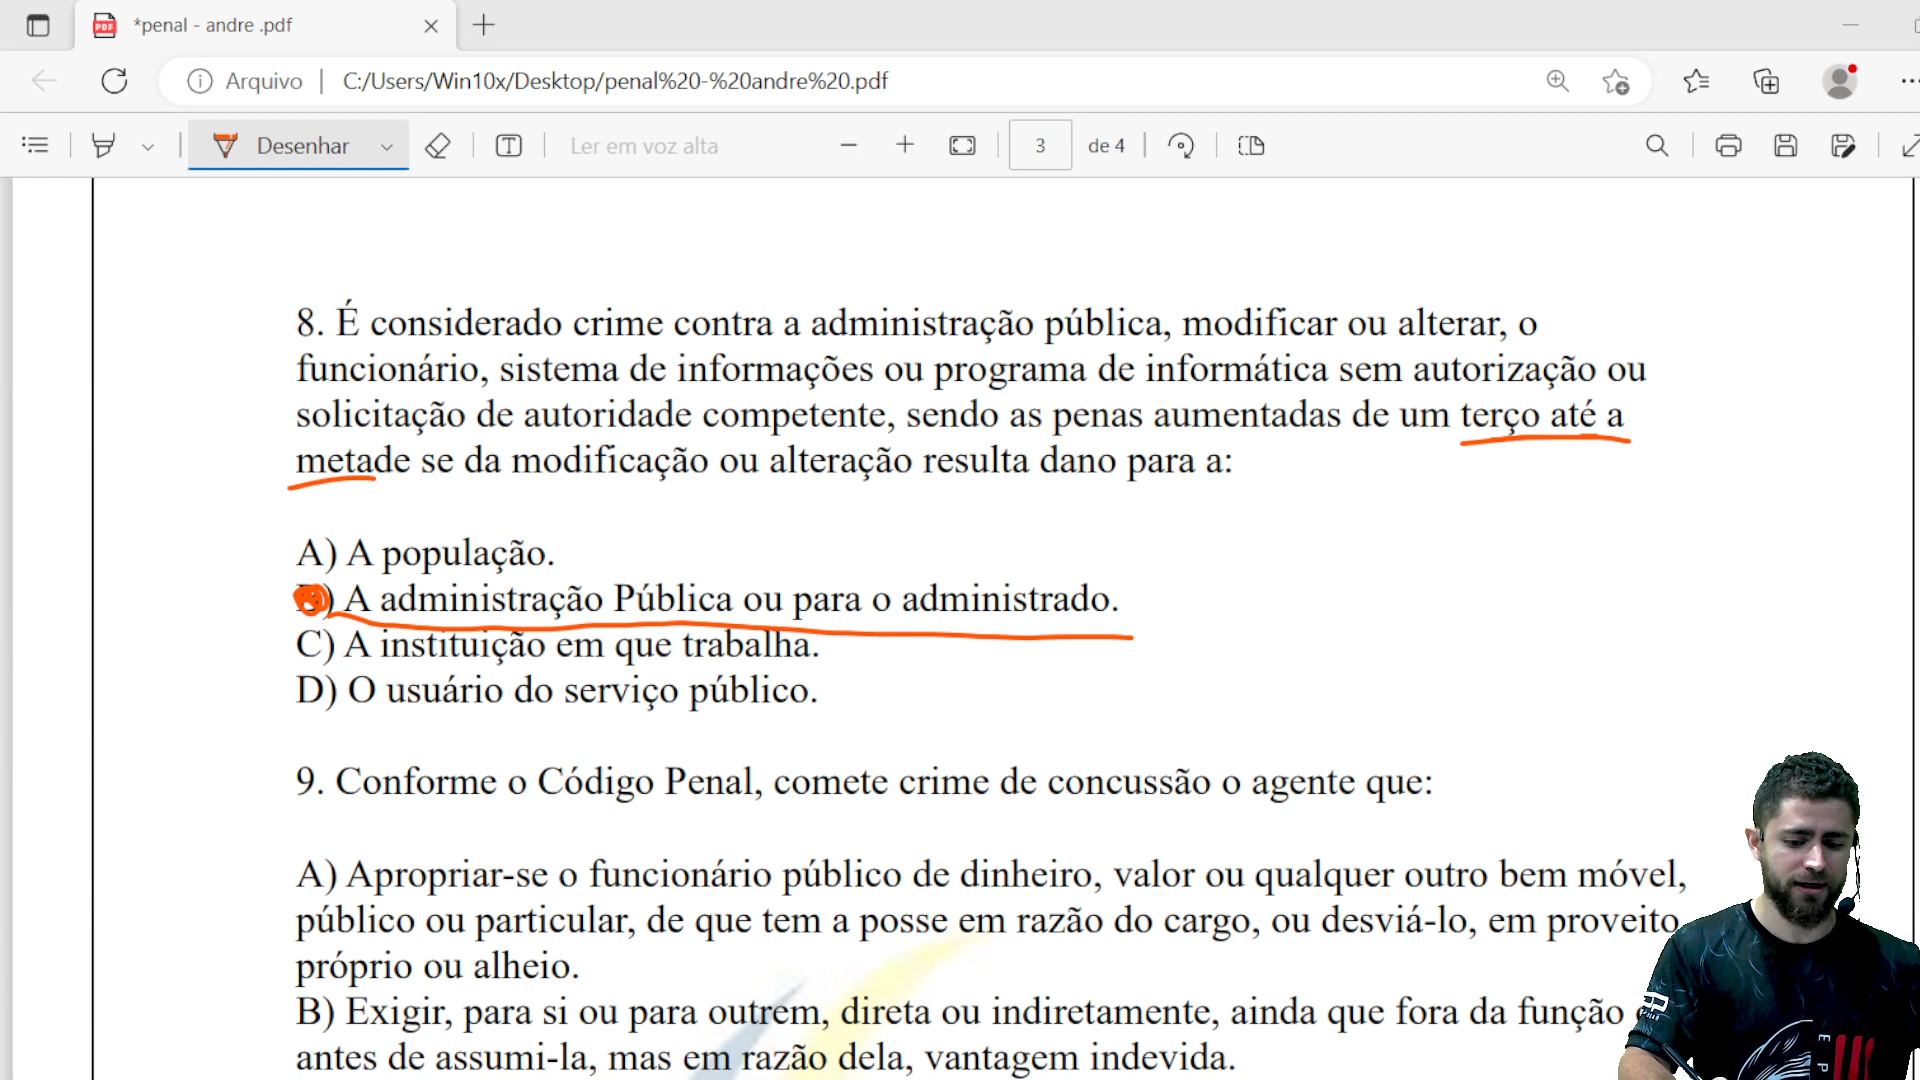 *penal - andre .pdf
Arquivo | C:/Users/Win10x/Desktop/penal%20-%20andre%20.pdf
Desenhar
Ler em voz alta
3 de 4
8. É considerado crime contra a administração pública, modificar ou alterar, o
funcionário, sistema de informações ou programa de informática sem autorização ou
solicitação de autoridade competente, sendo as penas aumentadas de um terço até a
metade se da modificação ou alteração resulta dano para a:
A) A população.
B) A administração Pública ou para o administrado.
C) A instituição em que trabalha.
D) O usuário do serviço público.
9. Conforme o Código Penal, comete crime de concussão o agente que:
A) Apropriar-se o funcionário público de dinheiro, valor ou qualquer outro bem móvel,
público ou particular, de que tem a posse em razão do cargo, ou desviá-lo, em proveito
próprio ou alheio.
B) Exigir, para si ou para outrem, direta ou indiretamente, ainda que fora da função
antes de assumi-la, mas em razão dela, vantagem indevida.